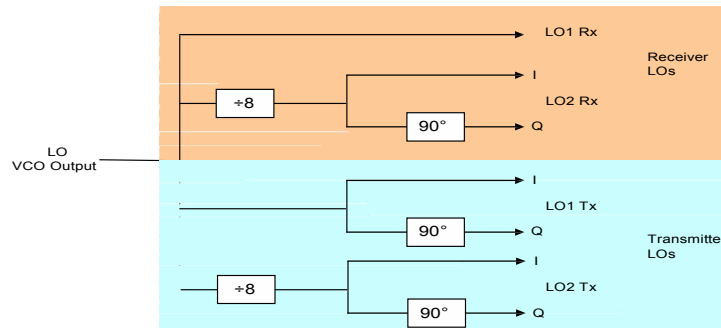 LO1 Rx
Receiver
LOs
I
÷8
LO2 Rx
90°
Q
LO
VCO Output
I
LO1 Tx
90°
Q
Transmitte
LOs
I
÷8
LO2 Tx
90°
Q